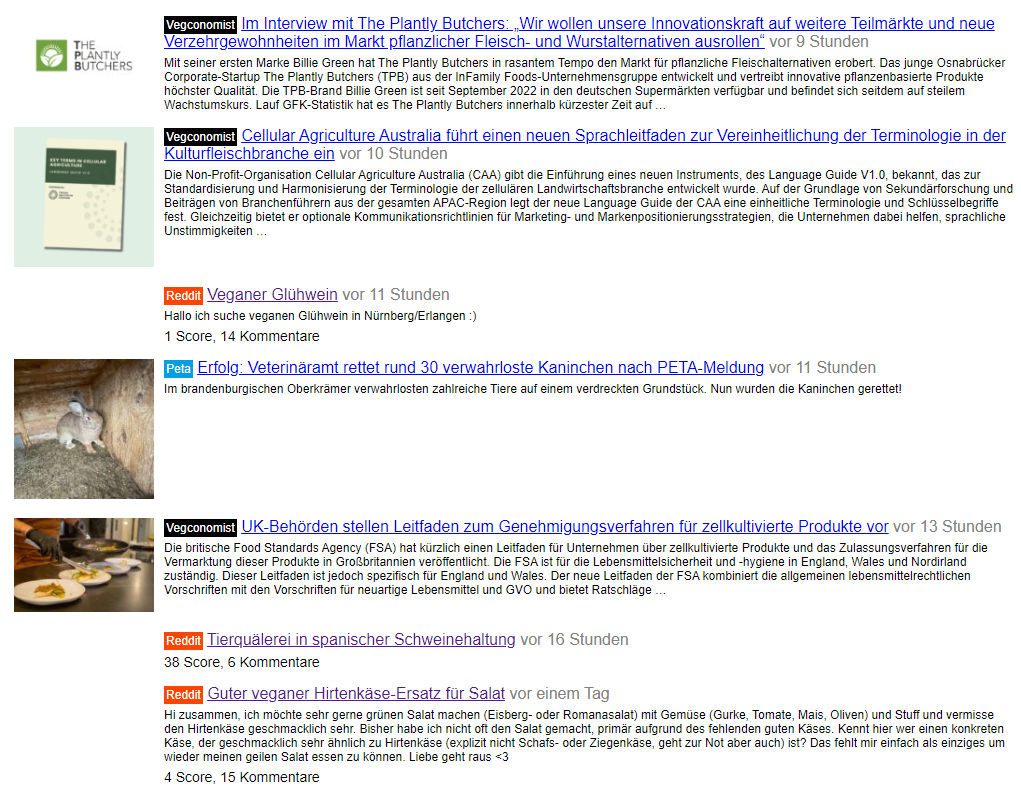 THE
PLANTLY
BUTCHERS
Vegconomist Im Interview mit The Plantly Butchers: „Wir wollen unsere Innovationskraft auf weitere Teilmärkte und neue
Verzehrgewohnheiten im Markt pflanzlicher Fleisch- und Wurstalternativen ausrollen“ vor 9 Stunden
Mit seiner ersten Marke Billie Green hat The Plantly Butchers in rasantem Tempo den Markt für pflanzliche Fleischalternativen erobert. Das junge Osnabrücker
Corporate-Startup The Plantly Butchers (TPB) aus der InFamily Foods-Unternehmensgruppe entwickelt und vertreibt innovative pflanzenbasierte Produkte
höchster Qualität. Die TPB-Brand Billie Green ist seit September 2022 in den deutschen Supermärkten verfügbar und befindet sich seitdem auf steilem
Wachstumskurs. Lauf GFK-Statistik hat es The Plantly Butchers innerhalb kürzester Zeit auf …
KEY TERMS IN CELLULAR
AGRICULTURE
Vegconomist Cellular Agriculture Australia führt einen neuen Sprachleitfaden zur Vereinheitlichung der Terminologie in der
Kulturfleischbranche ein vor 10 Stunden
Die Non-Profit-Organisation Cellular Agriculture Australia (CAA) gibt die Einführung eines neuen Instruments, des Language Guide V1.0, bekannt, das zur
Standardisierung und Harmonisierung der Terminologie der zellulären Landwirtschaftsbranche entwickelt wurde. Auf der Grundlage von Sekundärforschung und
Beiträgen von Branchenführern aus der gesamten APAC-Region legt der neue Language Guide der CAA eine einheitliche Terminologie und Schlüsselbegriffe
fest. Gleichzeitig bietet er optionale Kommunikationsrichtlinien für Marketing- und Markenpositionierungsstrategien, die Unternehmen dabei helfen, sprachliche
Unstimmigkeiten …
Reddit Veganer Glühwein vor 11 Stunden
Hallo ich suche veganen Glühwein in Nürnberg/Erlangen :)
1 Score, 14 Kommentare
Peta Erfolg: Veterinäramt rettet rund 30 verwahrloste Kaninchen nach PETA-Meldung vor 11 Stunden
Im brandenburgischen Oberkrämer verwahrlosten zahlreiche Tiere auf einem verdreckten Grundstück. Nun wurden die Kaninchen gerettet!
Vegconomist UK-Behörden stellen Leitfaden zum Genehmigungsverfahren für zellkultivierte Produkte vor vor 13 Stunden
Die britische Food Standards Agency (FSA) hat kürzlich einen Leitfaden für Unternehmen über zellkultivierte Produkte und das Zulassungsverfahren für die
Vermarktung dieser Produkte in Großbritannien veröffentlicht. Die FSA ist für die Lebensmittelsicherheit und -hygiene in England, Wales und Nordirland
zuständig. Dieser Leitfaden ist jedoch spezifisch für England und Wales. Der neue Leitfaden der FSA kombiniert die allgemeinen lebensmittelrechtlichen
Vorschriften mit den Vorschriften für neuartige Lebensmittel und GVO und bietet Ratschläge …
Reddit Tierquälerei in spanischer Schweinehaltung vor 16 Stunden
38 Score, 6 Kommentare
Reddit Guter veganer Hirtenkäse-Ersatz für Salat vor einem Tag
Hi zusammen, ich möchte sehr gerne grünen Salat machen (Eisberg- oder Romanasalat) mit Gemüse (Gurke, Tomate, Mais, Oliven) und Stuff und vermisse
den Hirtenkäse geschmacklich sehr. Bisher habe ich nicht oft den Salat gemacht, primär aufgrund des fehlenden guten Käses. Kennt hier wer einen konkreten
Käse, der geschmacklich sehr ähnlich zu Hirtenkäse (explizit nicht Schafs- oder Ziegenkäse, geht zur Not aber auch) ist? Das fehlt mir einfach als einziges um
wieder meinen geilen Salat essen zu können. Liebe geht raus <3
4 Score, 15 Kommentare